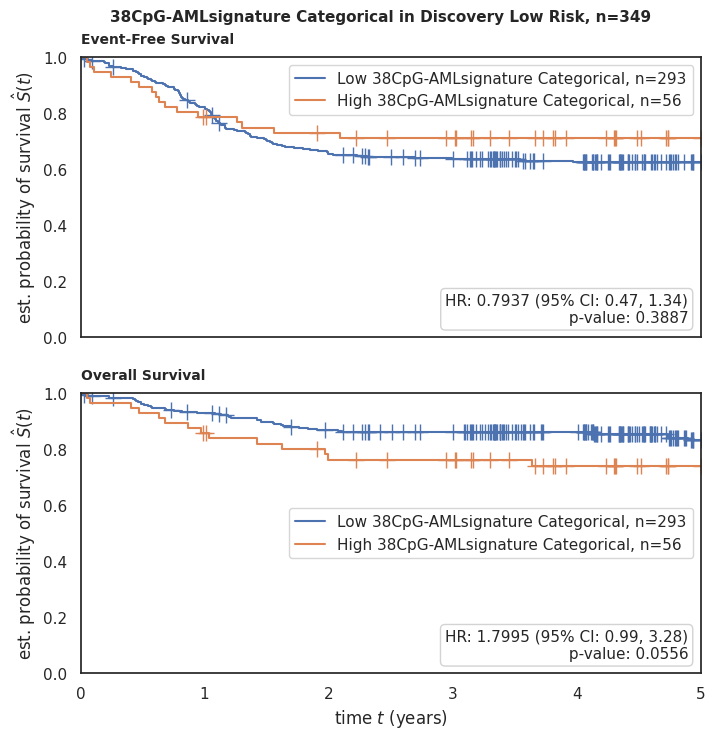 38CpG-AMLsignature Categorical in Discovery Low Risk, n=349
Event-Free Survival
1.0
0.8
0.6
0.4
0.2
0.0
est. probability of survival Ŝ(t)
Low 38CpG-AMLsignature Categorical, n=293
High 38CpG-AMLsignature Categorical, n=56
HR: 0.7937 (95% CI: 0.47, 1.34)
p-value: 0.3887
Overall Survival
1.0
0.8
0.6
0.4
0.2
0.0
est. probability of survival Ŝ(t)
Low 38CpG-AMLsignature Categorical, n=293
High 38CpG-AMLsignature Categorical, n=56
HR: 1.7995 (95% CI: 0.99, 3.28)
p-value: 0.0556
0 1 2 3 4 5
time t (years)